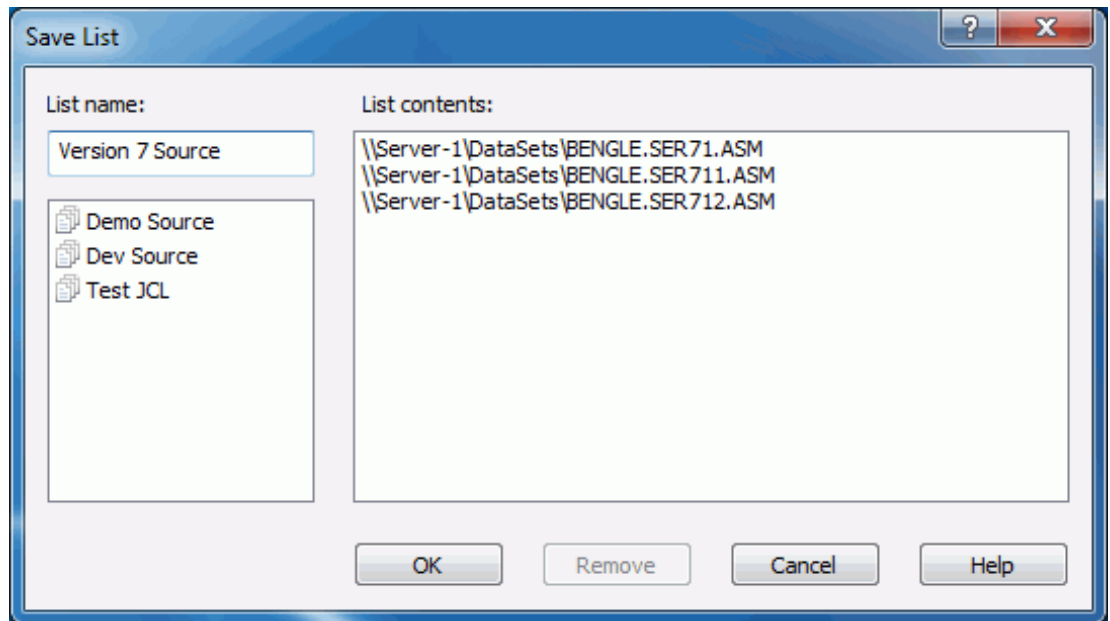 Save List
?
X
List name:
Version 7 Source
Demo Source
Dev Source
Test JCL
List contents:
\\Server-1\DataSets\BENGLE.SER71.ASM
\\Server-1\DataSets\BENGLE.SER711.ASM
\\Server-1\DataSets\BENGLE.SER712.ASM
OK
Remove
Cancel
Help